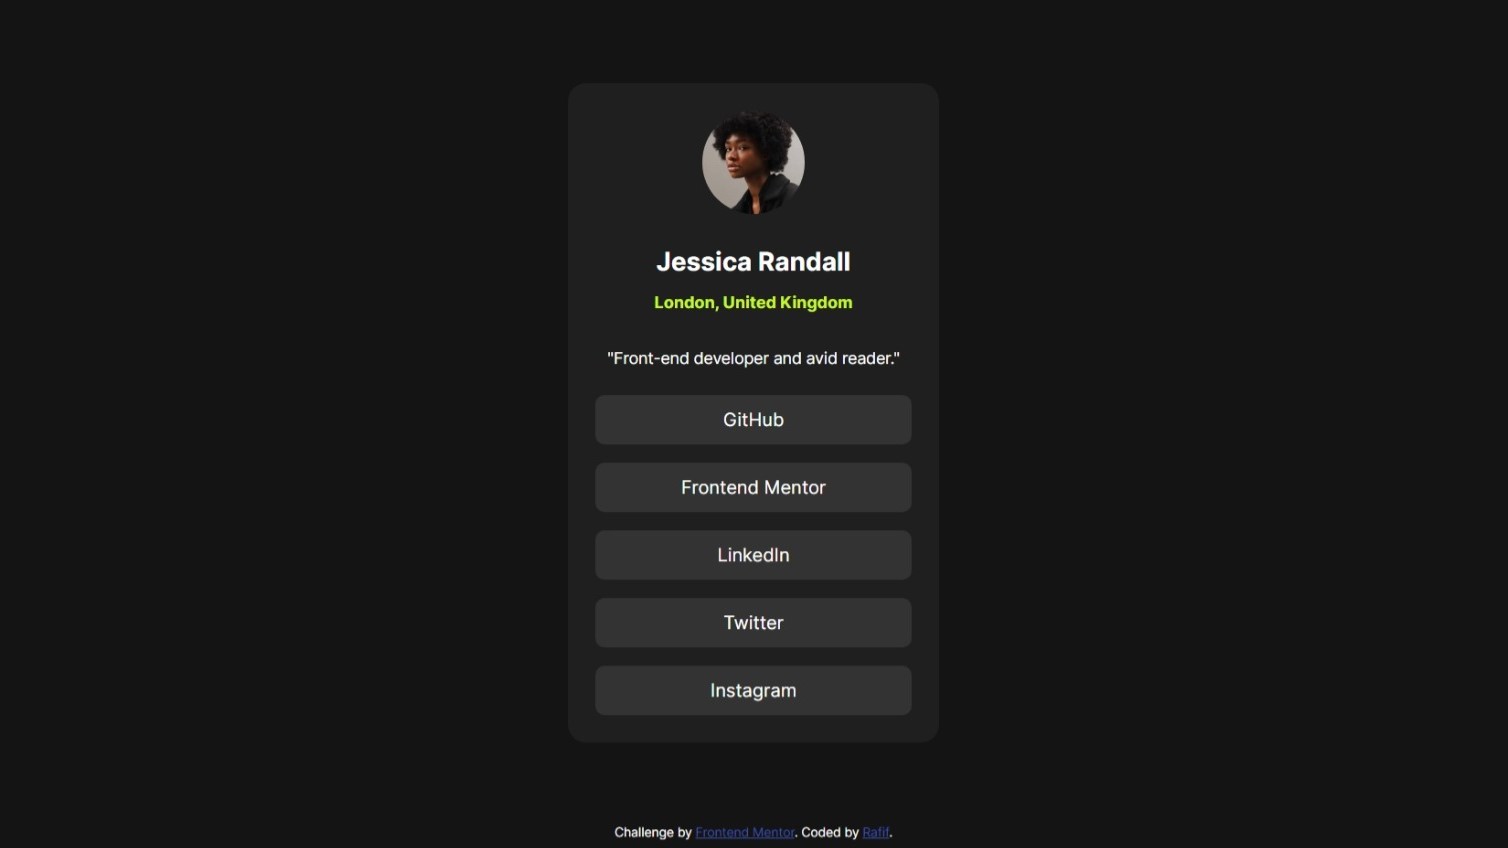 Jessica Randall
London, United Kingdom
"Front-end developer and avid reader."
GitHub
Frontend Mentor
LinkedIn
Twitter
Instagram
Challenge by Frontend Mentor. Coded by Rafif.